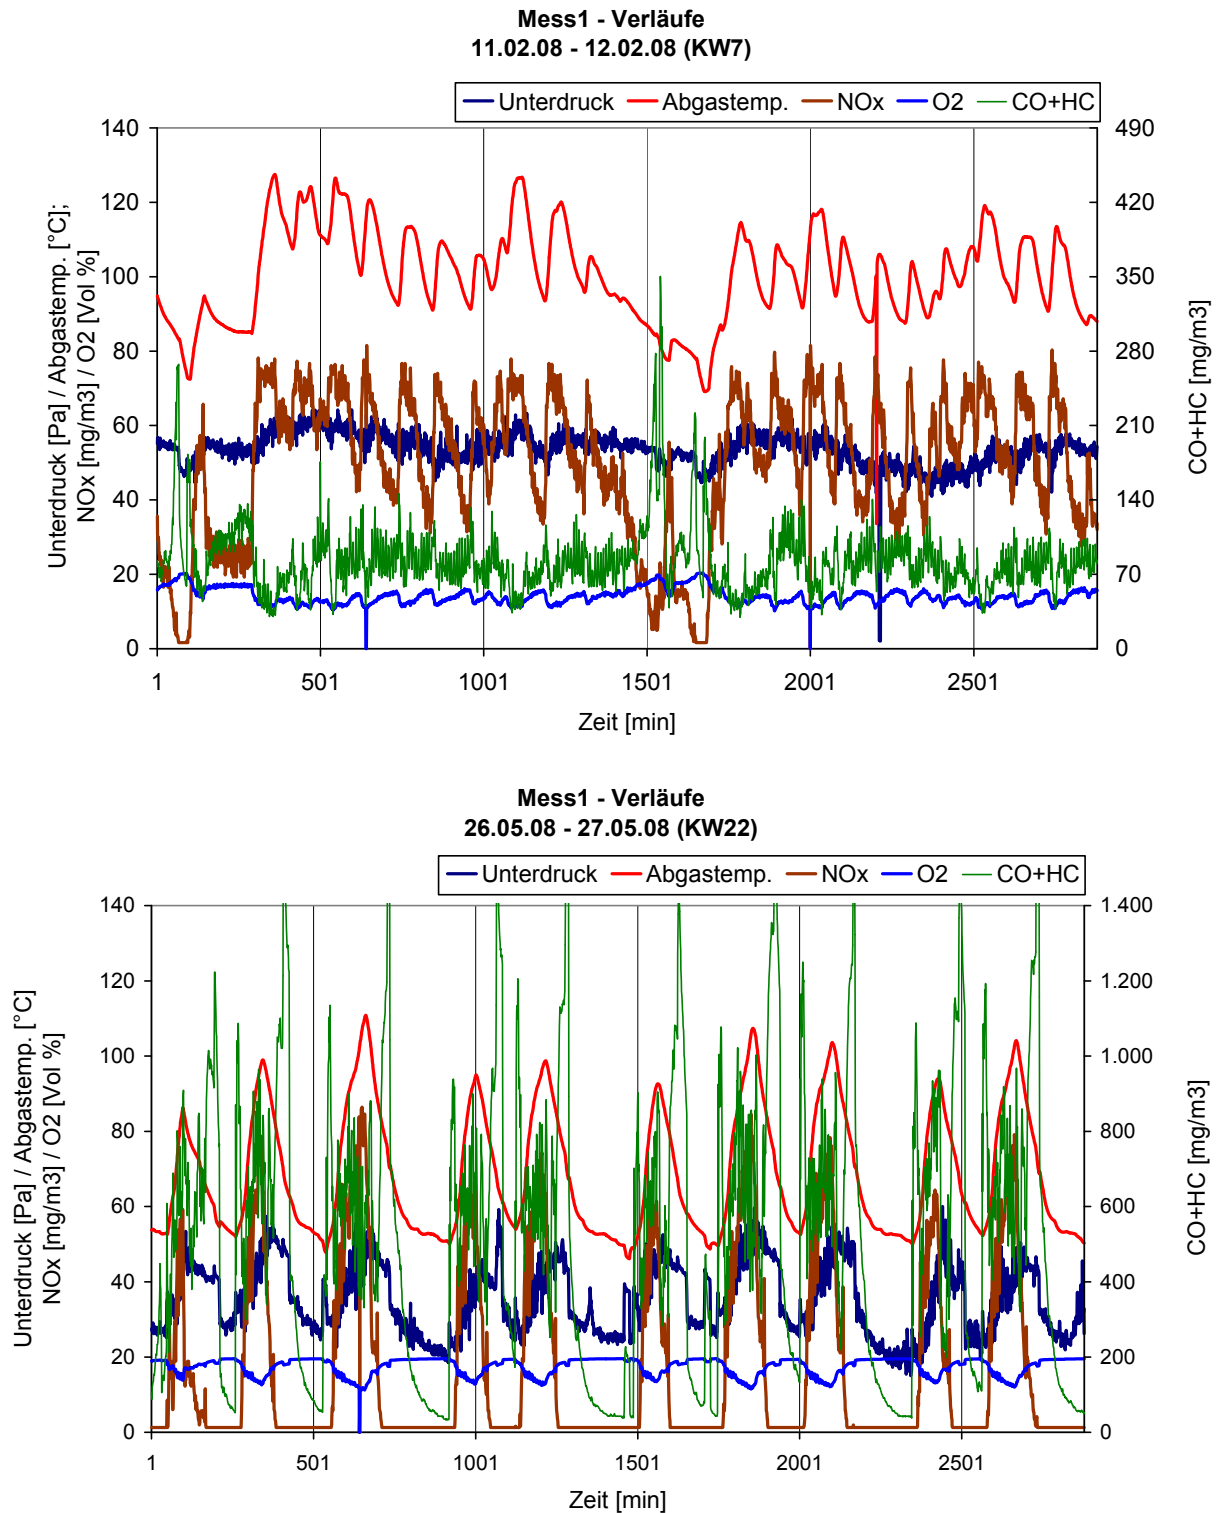 Mess1 - Verläufe
11.02.08 - 12.02.08 (KW7)
Unterdruck Abgastemp. NOx O2 CO+HC
140 490
120 420
100 350
80 280
60 210
40 140
20 70
0 0
Unterdruck [Pa] / Abgastemp. [°C];
NOx [mg/m3] / O2 [Vol %]
CO+HC [mg/m3]
1 501 1001 1501 2001 2501
Zeit [min]
Mess1 - Verläufe
26.05.08 - 27.05.08 (KW22)
Unterdruck Abgastemp. NOx O2 CO+HC
140 1.400
120 1.200
100 1.000
80 800
60 600
40 400
20 200
0 0
Unterdruck [Pa] / Abgastemp. [°C]
NOx [mg/m3] / O2 [Vol %]
CO+HC [mg/m3]
1 501 1001 1501 2001 2501
Zeit [min]